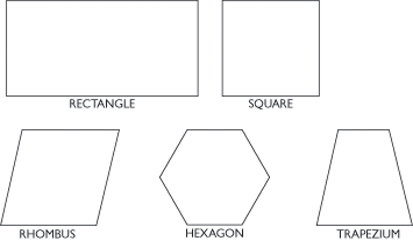 RECTANGLE
SQUARE
RHOMBUS
HEXAGON
TRAPEZIUM